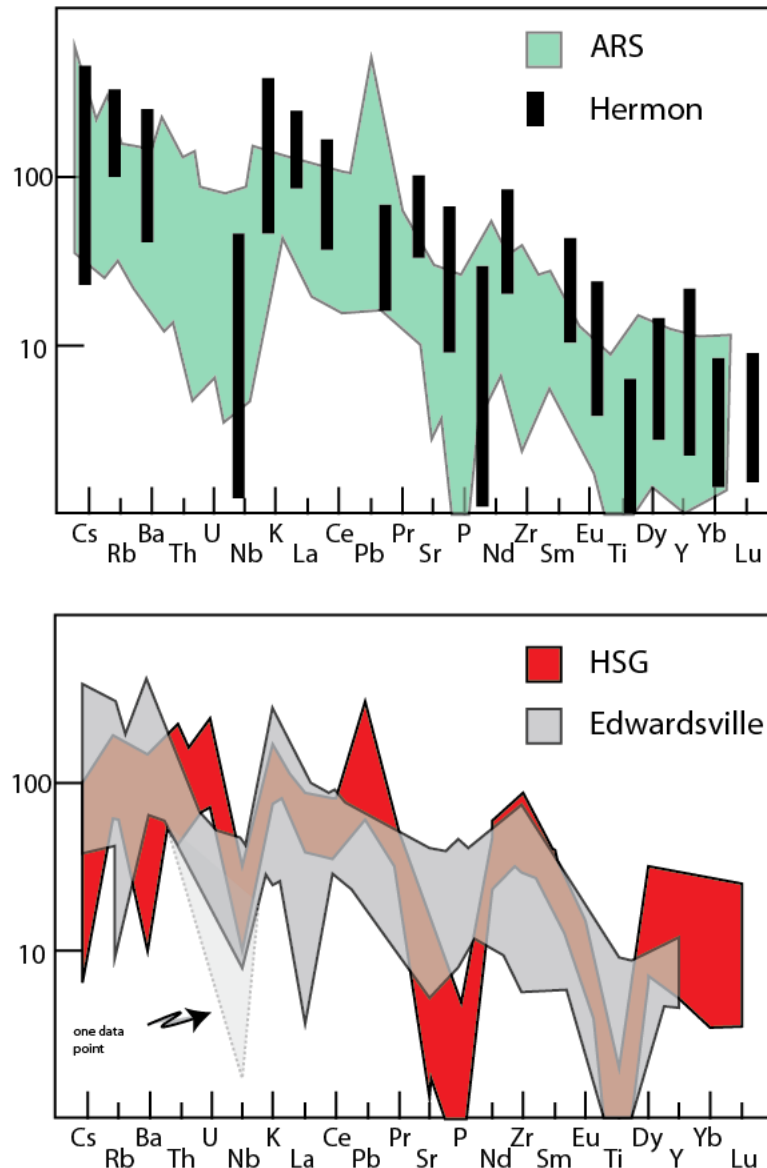 ARS
Hermon
100
10
Cs Ba U K Ce Pr P Zr Eu Dy Yb
Rb Th Nb La Pb Sr Nd Sm Ti Y Lu
HSG
Edwardsville
100
10
one data
point
Cs Ba U K Ce Pr P Zr Eu Dy Yb
Rb Th Nb La Pb Sr Nd Sm Ti Y Lu